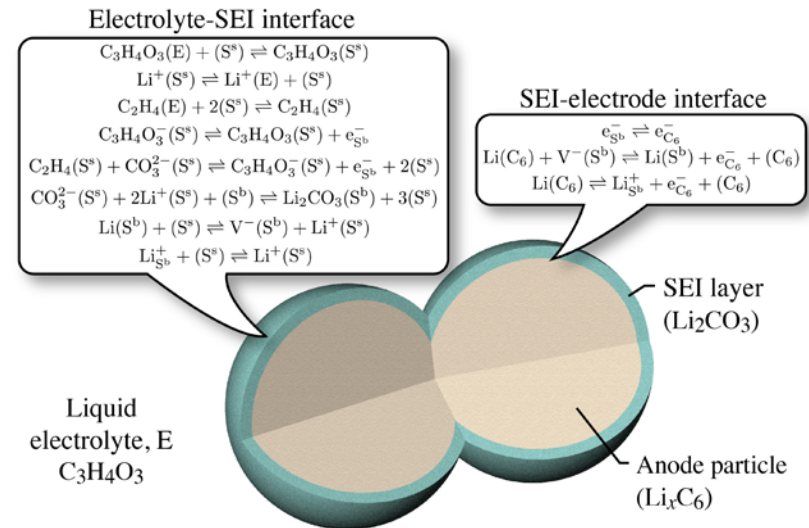 Electrolyte-SEI interface
C₃H₄O₃(E) + (Sˢ) ⇌ C₃H₄O₃(Sˢ)
Li⁺(Sˢ) ⇌ Li⁺(E) + (Sˢ)
C₂H₄(E) + 2(Sˢ) ⇌ C₂H₄(Sˢ)
C₃H₄O₃⁻(Sˢ) ⇌ C₃H₄O₃(Sˢ) + e⁻_{Sᵇ}
C₂H₄(Sˢ) + CO₃²⁻(Sˢ) ⇌ C₃H₄O₃⁻(Sˢ) + e⁻_{Sᵇ} + 2(Sˢ)
CO₃²⁻(Sˢ) + 2Li⁺(Sˢ) + (Sᵇ) ⇌ Li₂CO₃(Sᵇ) + 3(Sˢ)
Li(Sᵇ) + (Sˢ) ⇌ V⁻(Sᵇ) + Li⁺(Sˢ)
Li⁺_{Sᵇ} + (Sˢ) ⇌ Li⁺(Sˢ)
SEI-electrode interface
e⁻_{Sᵇ} ⇌ e⁻_{C₆}
Li(C₆) + V⁻(Sᵇ) ⇌ Li(Sᵇ) + e⁻_{C₆} + (C₆)
Li(C₆) ⇌ Li⁺_{Sᵇ} + e⁻_{C₆} + (C₆)
SEI layer
(Li₂CO₃)
Liquid
electrolyte, E
C₃H₄O₃
Anode particle
(LiₓC₆)